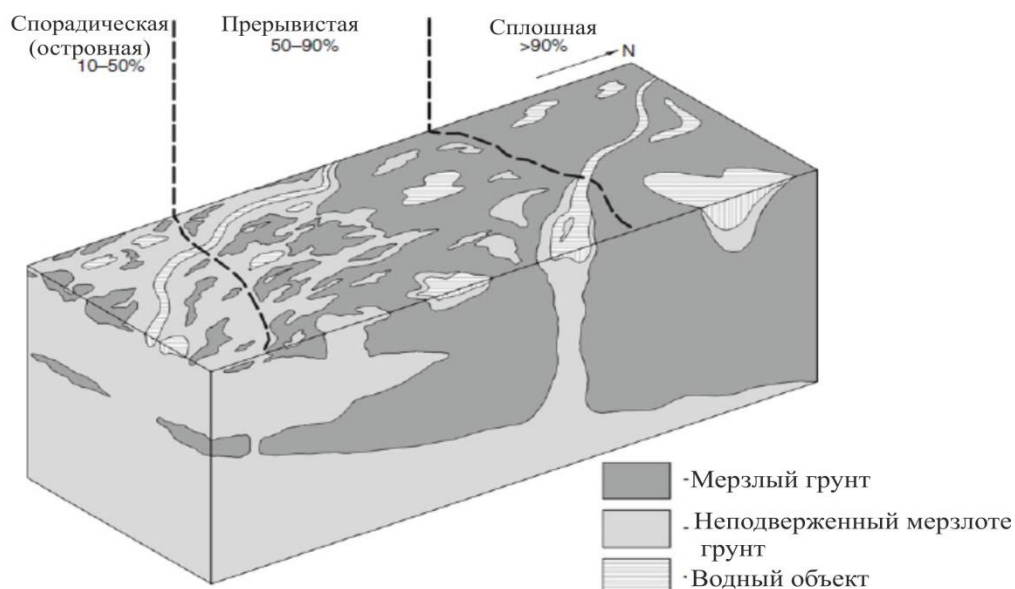 Спорадическая
(островная)
10–50%
Прерывистая
50–90%
Сплошная
>90%
N
-Мерзлый грунт
-Неподверженный мерзлоте
грунт
-Водный объект